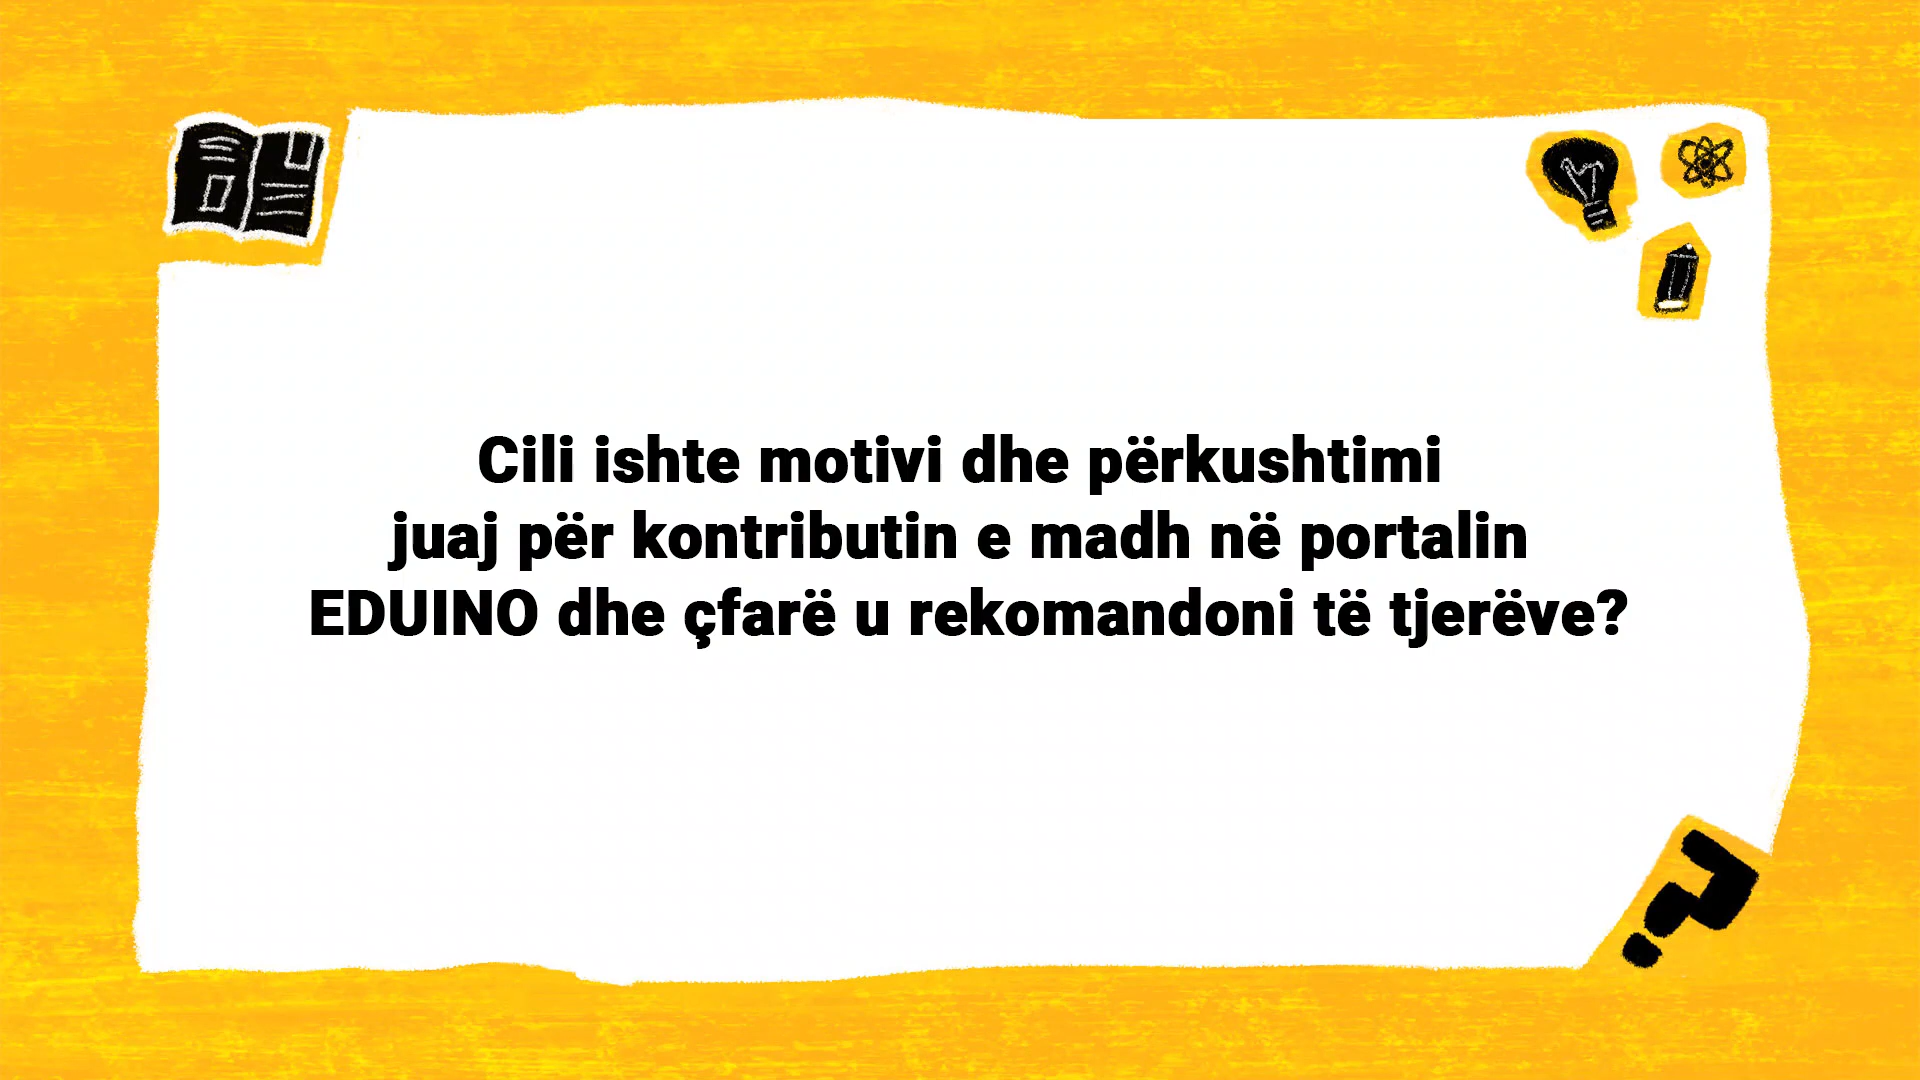 Cili ishte motivi dhe përkushtimi
juaj për kontributin e madh në portalin
EDUINO dhe çfarë u rekomandoni të tjerëve?